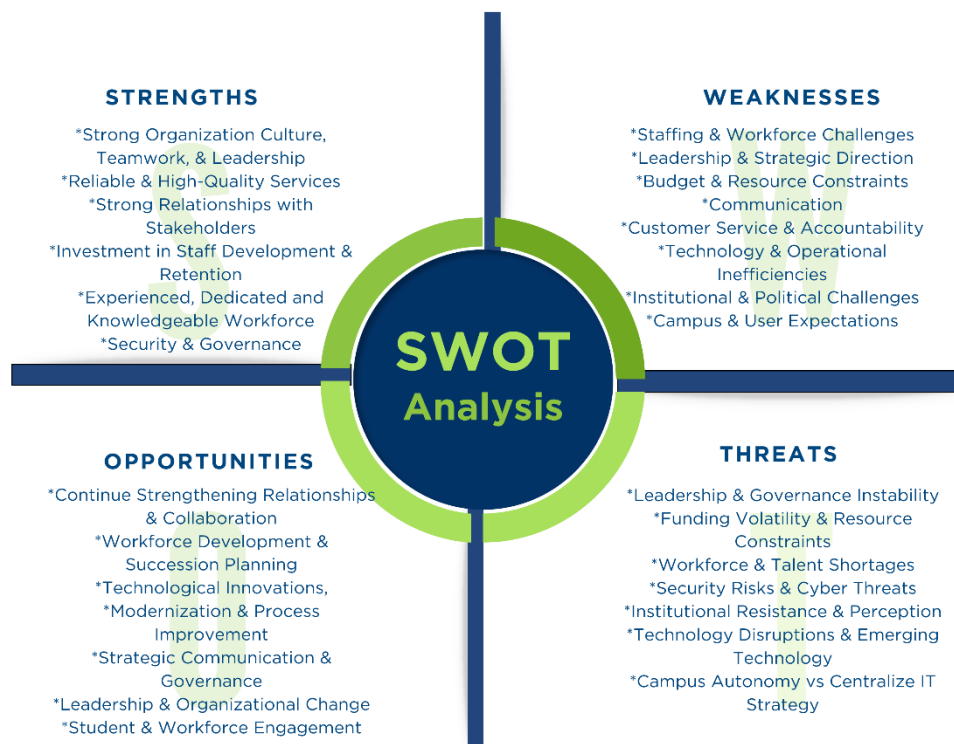 STRENGTHS
*Strong Organization Culture,
Teamwork, & Leadership
*Reliable & High-Quality Services
*Strong Relationships with
Stakeholders
*Investment in Staff Development &
Retention
*Experienced, Dedicated and
Knowledgeable Workforce
*Security & Governance
S
WEAKNESSES
*Staffing & Workforce Challenges
*Leadership & Strategic Direction
*Budget & Resource Constraints
*Communication
*Customer Service & Accountability
*Technology & Operational
Inefficiencies
*Institutional & Political Challenges
*Campus & User Expectations
W
SWOT
Analysis
OPPORTUNITIES
*Continue Strengthening Relationships
& Collaboration
*Workforce Development &
Succession Planning
*Technological Innovations,
*Modernization & Process
Improvement
*Strategic Communication &
Governance
*Leadership & Organizational Change
*Student & Workforce Engagement
O
THREATS
*Leadership & Governance Instability
*Funding Volatility & Resource
Constraints
*Workforce & Talent Shortages
*Security Risks & Cyber Threats
*Institutional Resistance & Perception
*Technology Disruptions & Emerging
Technology
*Campus Autonomy vs Centralize IT
Strategy
T